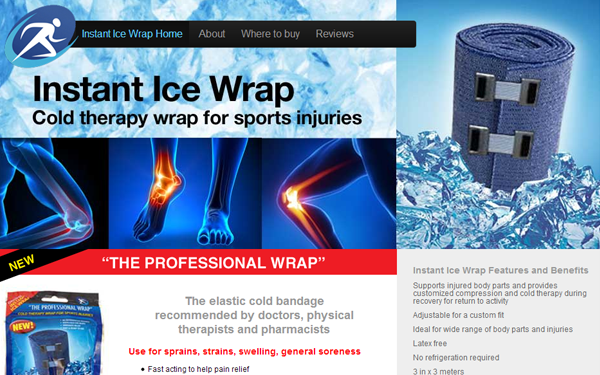 Instant Ice Wrap Home About Where to buy Reviews
Instant Ice Wrap
Cold therapy wrap for sports injuries
NEW
“THE PROFESSIONAL WRAP”
"THE PROFESSIONAL WRAP"
COLD THERAPY WRAP FOR SPORTS INJURIES
NEW!
The elastic cold bandage
recommended by doctors, physical
therapists and pharmacists
Use for sprains, strains, swelling, general soreness
• Fast acting to help pain relief
Instant Ice Wrap Features and Benefits
Supports injured body parts and provides
customized compression and cold therapy during
recovery for return to activity
Adjustable for a custom fit
Ideal for wide range of body parts and injuries
Latex free
No refrigeration required
3 in x 3 meters